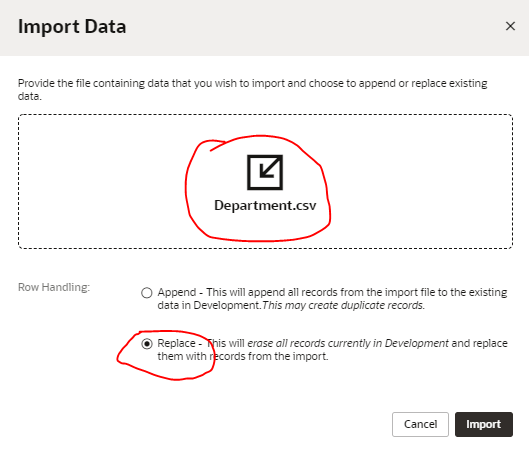 Import Data
Provide the file containing data that you wish to import and choose to append or replace existing
data.
Department.csv
Row Handling:
Append - This will append all records from the import file to the existing
data in Development.This may create duplicate records.
Replace - This will erase all records currently in Development and replace
them with records from the import.
Cancel
Import